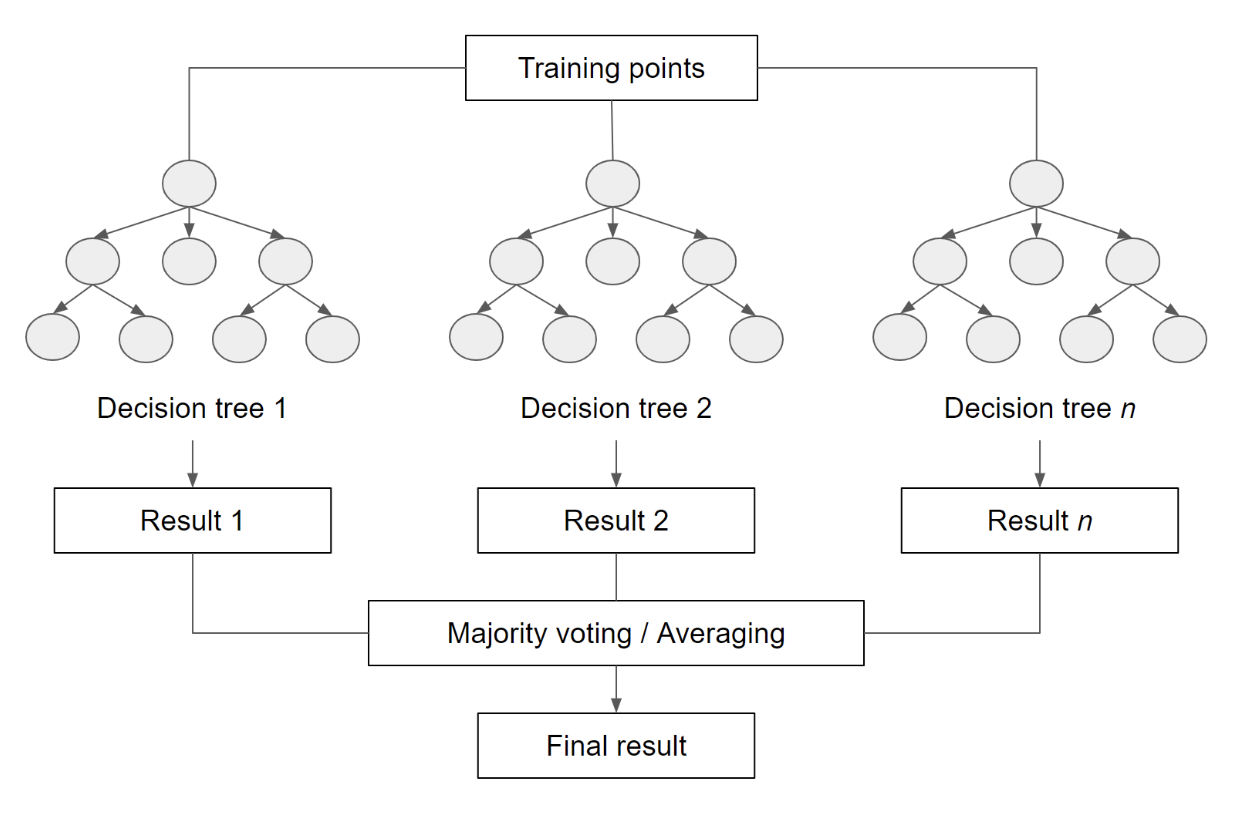 Training points
Decision tree 1
Decision tree 2
Decision tree n
Result 1
Result 2
Result n
Majority voting / Averaging
Final result